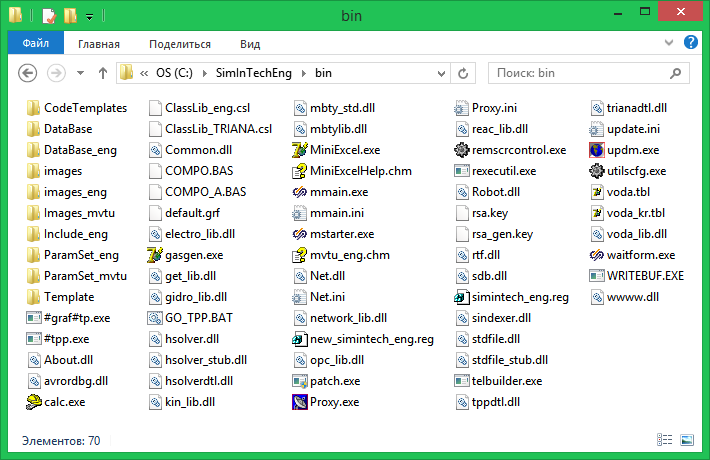 bin
Файл Главная Поделиться Вид
« OS (C:) SimInTechEng bin Поиск: bin
CodeTemplates
DataBase
DataBase_eng
images
images_eng
Images_mvtu
Include_eng
ParamSet_eng
ParamSet_mvtu
Template
#graf#tp.exe
#tpp.exe
About.dll
avrordbg.dll
calc.exe
ClassLib_eng.csl
ClassLib_TRIANA.csl
Common.dll
COMPO.BAS
COMPO_A.BAS
default.grf
electro_lib.dll
gasgen.exe
get_lib.dll
gidro_lib.dll
GO_TPP.BAT
hsolver.dll
hsolver_stub.dll
hsolverdtl.dll
kin_lib.dll
mbty_std.dll
mbtylib.dll
MiniExcel.exe
MiniExcelHelp.chm
mmain.exe
mmain.ini
mstarter.exe
mvtu_eng.chm
Net.dll
Net.ini
network_lib.dll
new_simintech_eng.reg
opc_lib.dll
patch.exe
Proxy.exe
Proxy.ini
reac_lib.dll
remscrcontrol.exe
rexecutil.exe
Robot.dll
rsa.key
rsa_gen.key
rtf.dll
sdb.dll
simintech_eng.reg
sindexer.dll
stdfile.dll
stdfile_stub.dll
telbuilder.exe
tppdtl.dll
trianadtl.dll
update.ini
updm.exe
utilscfg.exe
voda.tbl
voda_kr.tbl
voda_lib.dll
waitform.exe
WRITEBUF.EXE
wwww.dll
Элементов: 70